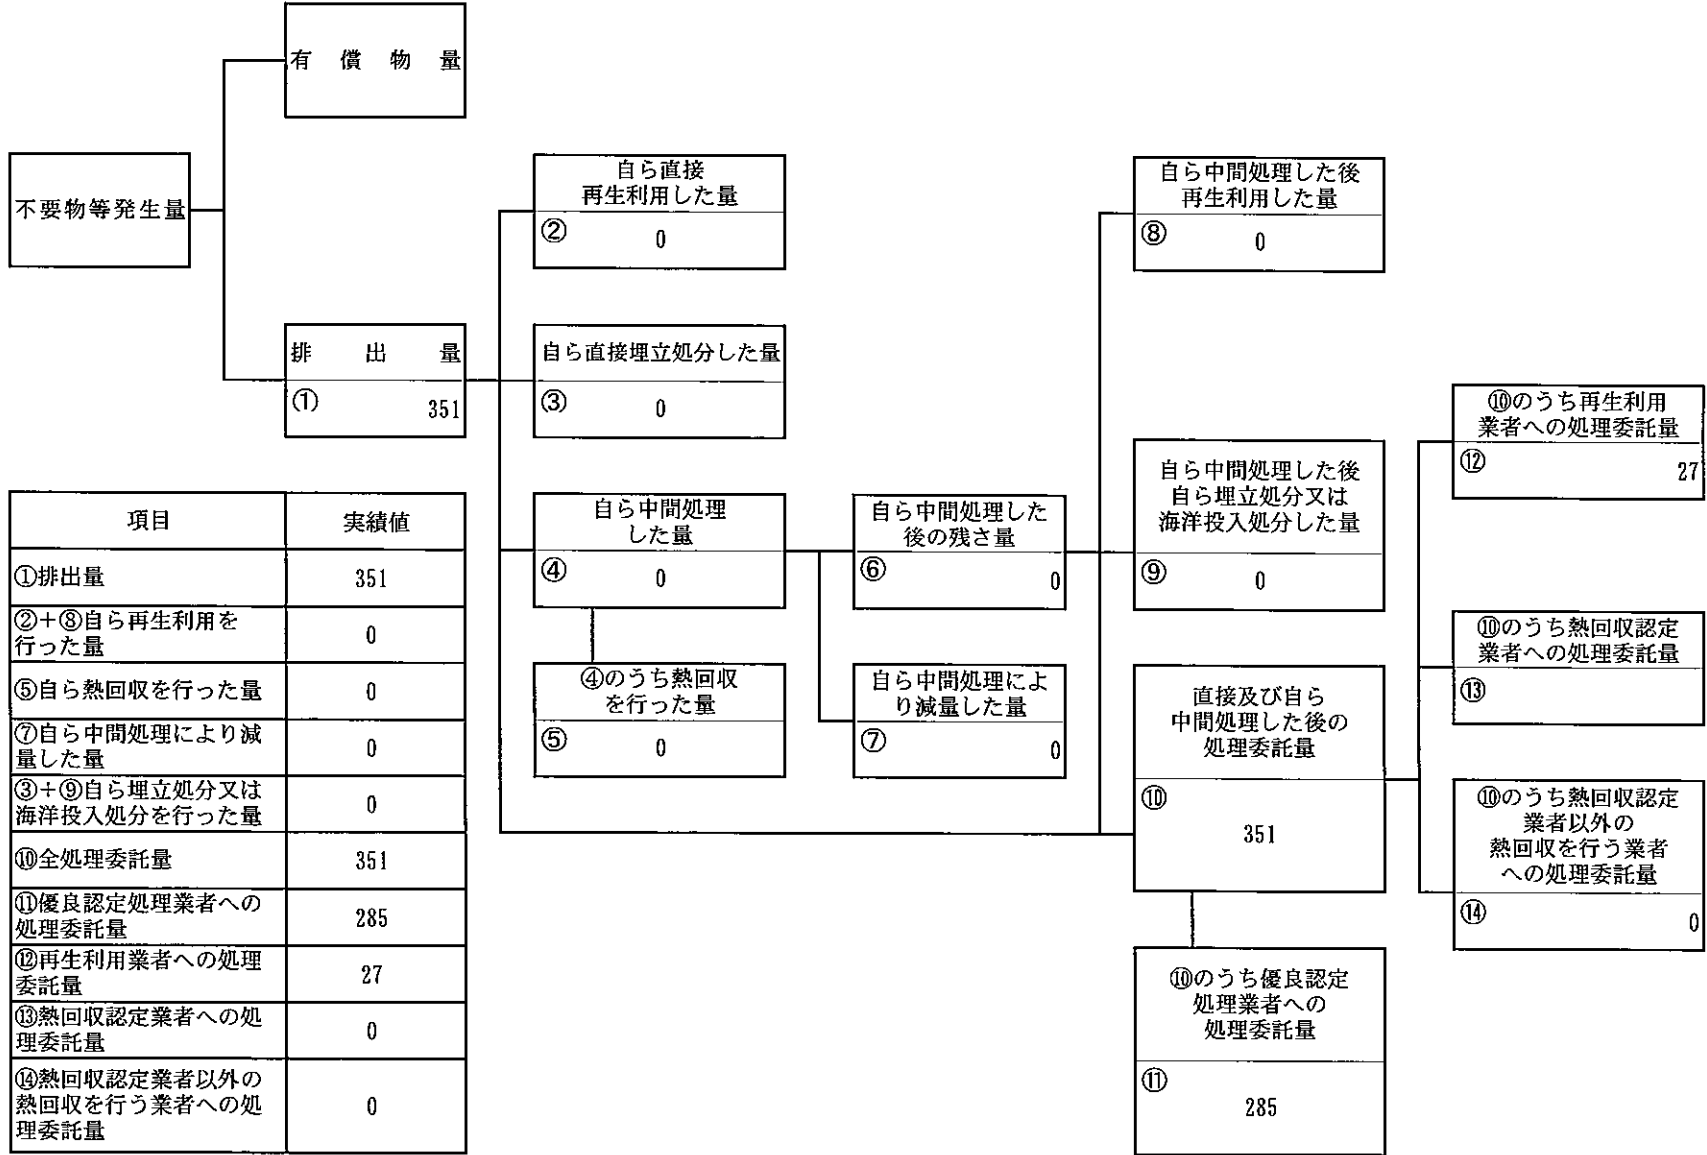 有償物量
不要物等発生量
排出量
①
351
自ら直接
再生利用した量
②
0
自ら直接埋立処分した量
③
0
自ら中間処理
した量
④
0
④のうち熱回収
を行った量
⑤
0
自ら中間処理した
後の残さ量
⑥
0
自ら中間処理によ
り減量した量
⑦
0
自ら中間処理した後
再生利用した量
⑧
0
自ら中間処理した後
自ら埋立処分又は
海洋投入処分した量
⑨
0
直接及び自ら
中間処理した後の
処理委託量
⑩
351
⑩のうち優良認定
処理業者への
処理委託量
⑪
285
⑩のうち再生利用
業者への処理委託量
⑫
27
⑩のうち熱回収認定
業者への処理委託量
⑬
⑩のうち熱回収認定
業者以外の
熱回収を行う業者
への処理委託量
⑭
0
項目 実績値
①排出量 351
②+⑧自ら再生利用を
行った量 0
⑤自ら熱回収を行った量 0
⑦自ら中間処理により減
量した量 0
③+⑨自ら埋立処分又は
海洋投入処分を行った量 0
⑩全処理委託量 351
⑪優良認定処理業者への
処理委託量 285
⑫再生利用業者への処理
委託量 27
⑬熱回収認定業者への処
理委託量 0
⑭熱回収認定業者以外の
熱回収を行う業者への処
理委託量 0